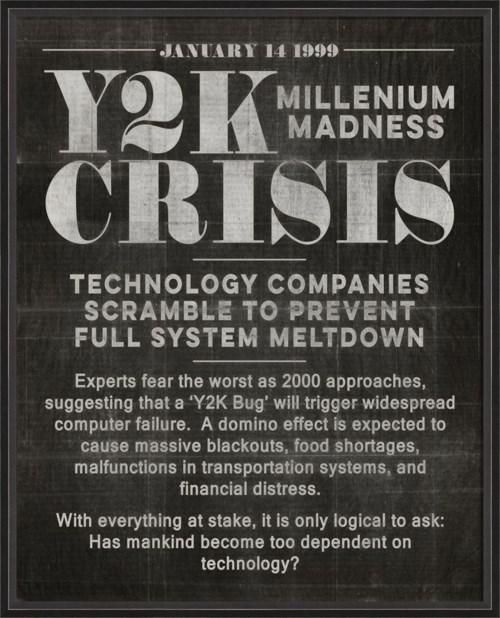 JANUARY 14 1999
Y2K
MILLENIUM
MADNESS
CRISIS
TECHNOLOGY COMPANIES
SCRAMBLE TO PREVENT
FULL SYSTEM MELTDOWN
Experts fear the worst as 2000 approaches,
suggesting that a ‘Y2K Bug’ will trigger widespread
computer failure.  A domino effect is expected to
cause massive blackouts, food shortages,
malfunctions in transportation systems, and
financial distress.
With everything at stake, it is only logical to ask:
Has mankind become too dependent on
technology?